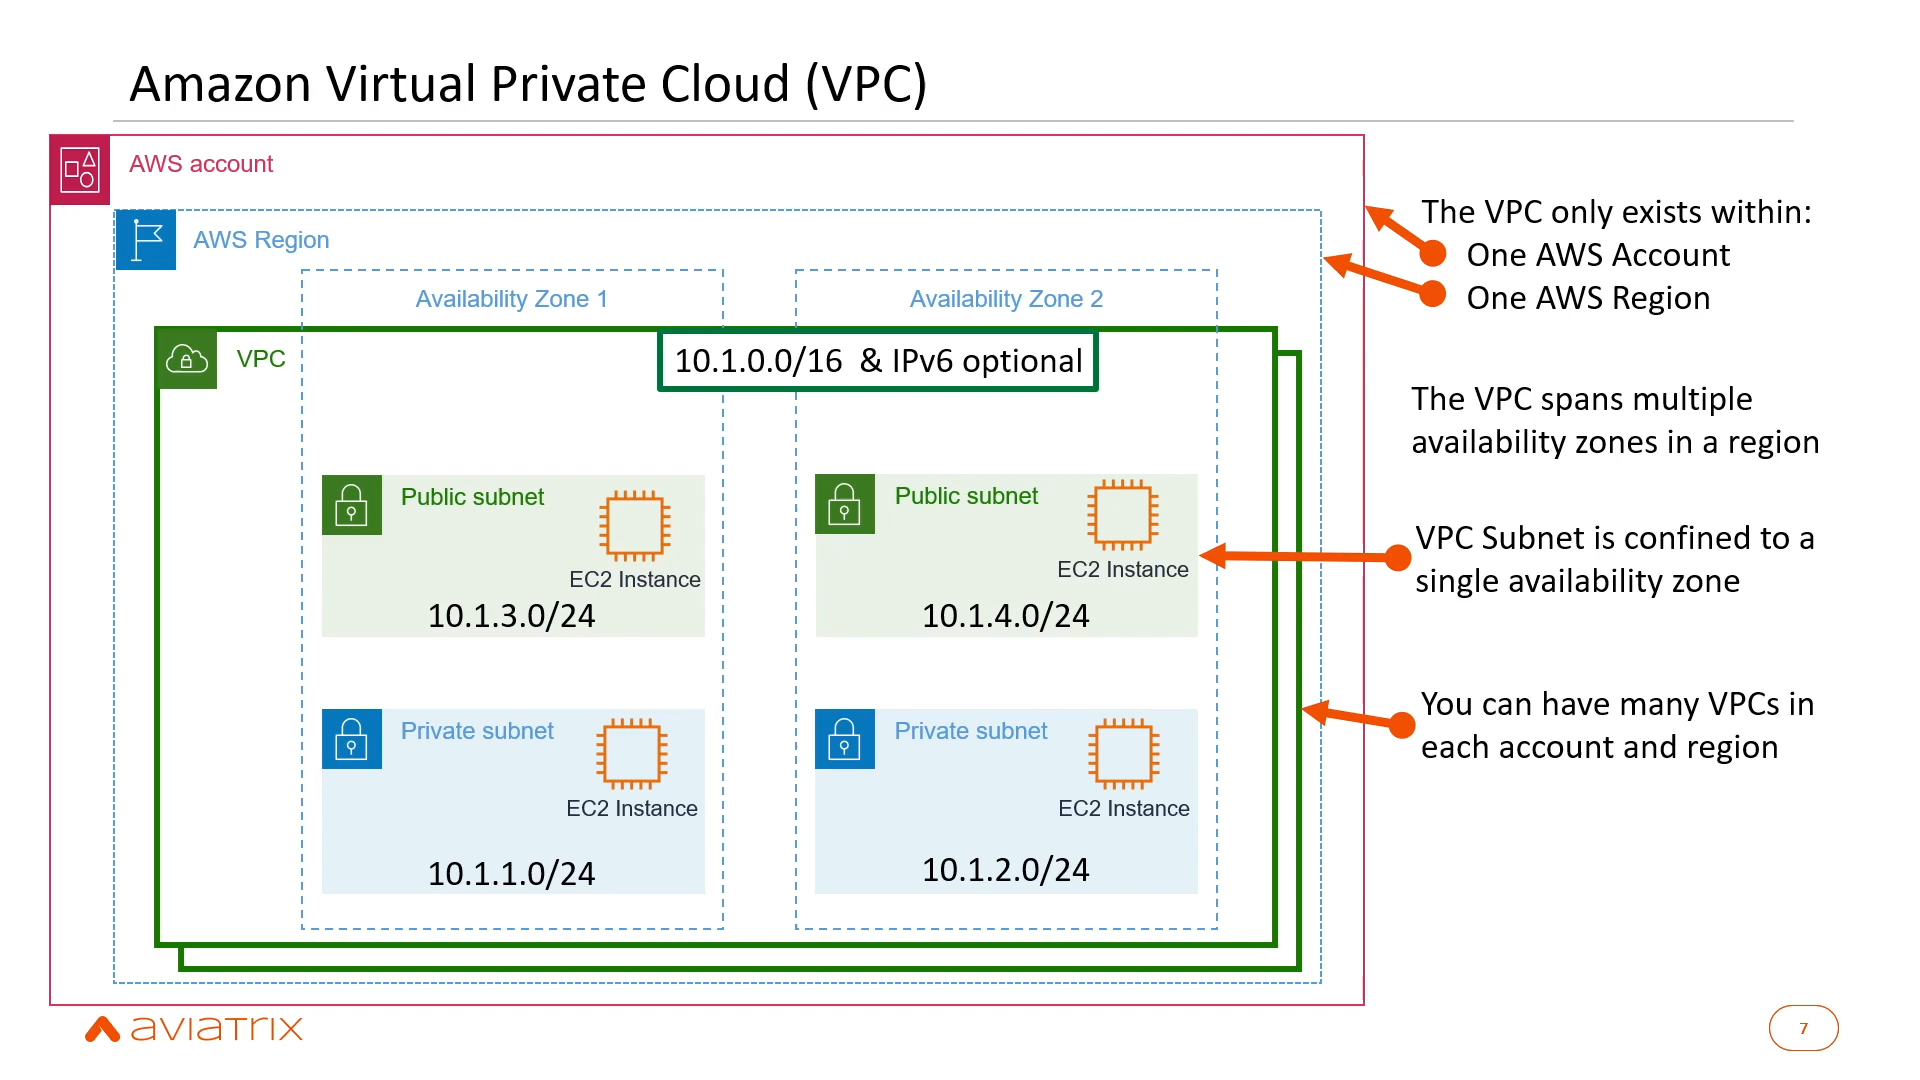 Amazon Virtual Private Cloud (VPC)
AWS account
AWS Region
Availability Zone 1
Availability Zone 2
VPC
10.1.0.0/16 & IPv6 optional
Public subnet
EC2 Instance
10.1.3.0/24
Public subnet
EC2 Instance
10.1.4.0/24
Private subnet
EC2 Instance
10.1.1.0/24
Private subnet
EC2 Instance
10.1.2.0/24
The VPC only exists within:
One AWS Account
One AWS Region
The VPC spans multiple
availability zones in a region
VPC Subnet is confined to a
single availability zone
You can have many VPCs in
each account and region
aviatrix
7